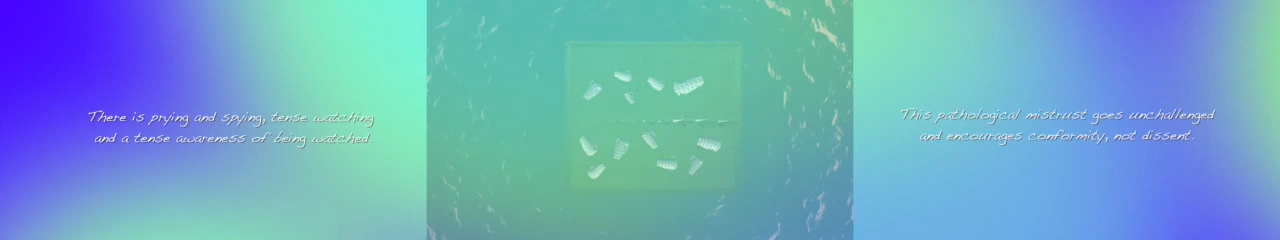 There is prying and spying, tense watching
and a tense awareness of being watched.
This pathological mistrust goes unchallenged
and encourages conformity, not dissent.